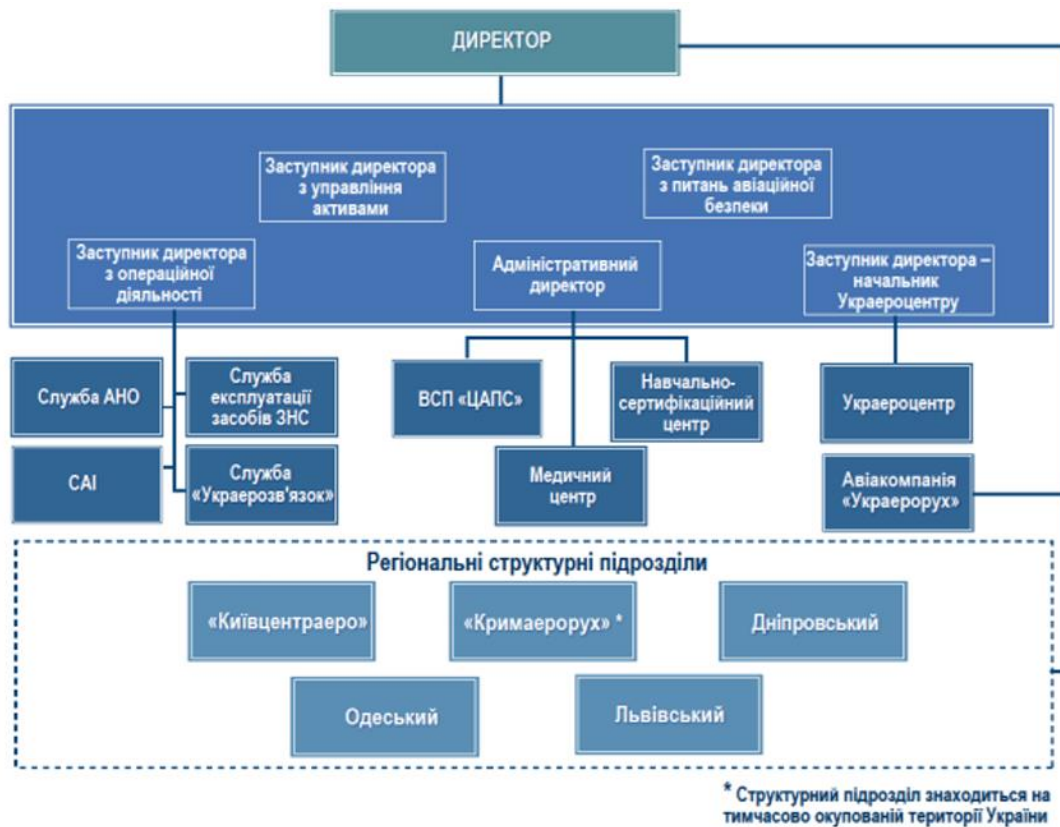 ДИРЕКТОР
Заступник директора
з управління
активами
Заступник директора
з питань авіаційної
безпеки
Заступник директора
з операційної
діяльності
Адміністративний
директор
Заступник директора –
начальник
Украероцентру
Служба АНО
Служба
експлуатації
засобів ЗНС
ВСП «ЦАПС»
Навчально-
сертифікаційний
центр
Украероцентр
САІ
Служба
«Украерозв'язок»
Медичний
центр
Авіакомпанія
«Украерорух»
Регіональні структурні підрозділи
«Київцентраеро»
«Кримаерорух» *
Дніпровський
Одеський
Львівський
* Структурний підрозділ знаходиться на
тимчасово окупованій території України